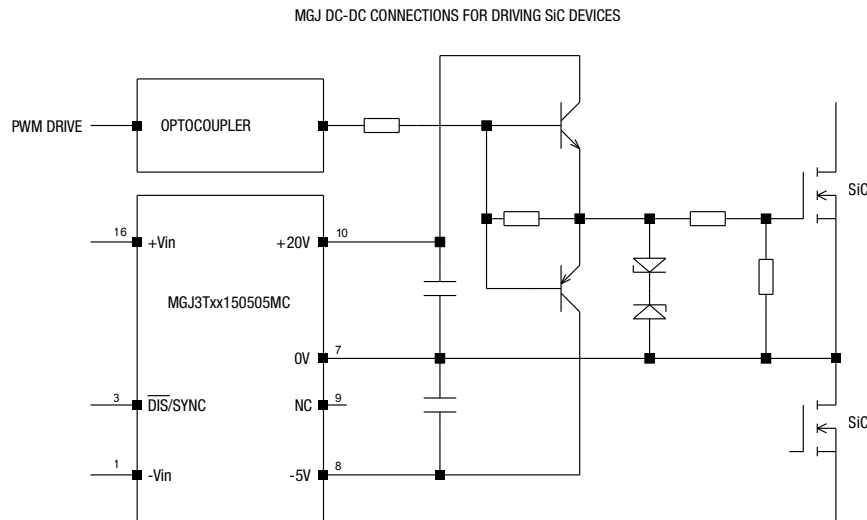 MGJ DC-DC CONNECTIONS FOR DRIVING SiC DEVICES
PWM DRIVE
OPTOCOUPLER
SiC
16
+Vin
+20V
10
MGJ3Txx150505MC
0V
7
3
DIS/SYNC
NC
9
SiC
1
-Vin
-5V
8